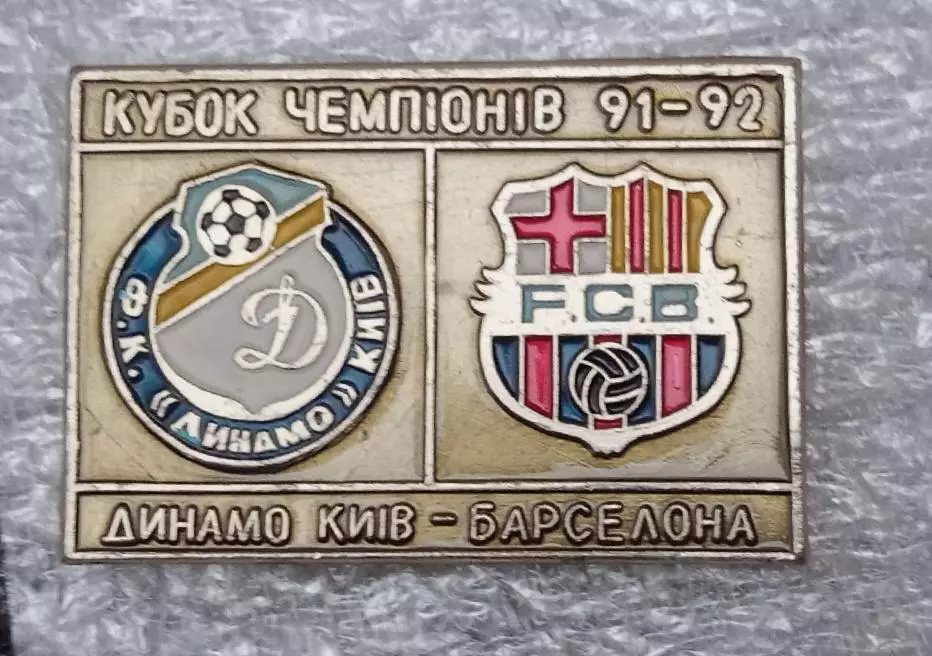 КУБОК ЧЕМПІОНІВ 91-92
Ф.К. "ДИНАМО" КИЇВ
Д
F.C.B.
ДИНАМО КИЇВ - БАРСЕЛОНА